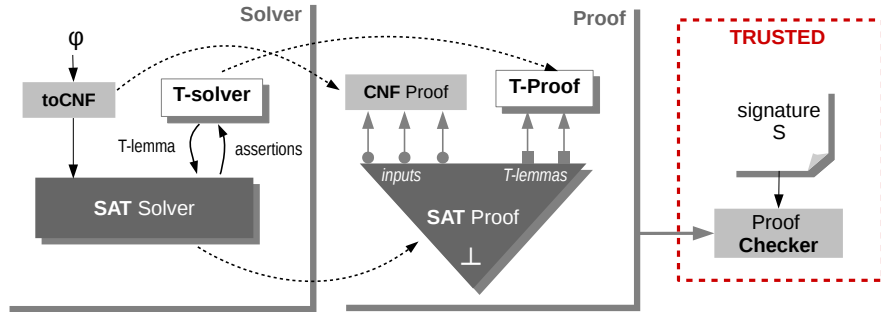 Solver
Proof
φ
toCNF
T-solver
T-lemma
assertions
SAT Solver
CNF Proof
T-Proof
inputs
T-lemmas
SAT Proof
⊥
TRUSTED
signature
S
Proof
Checker